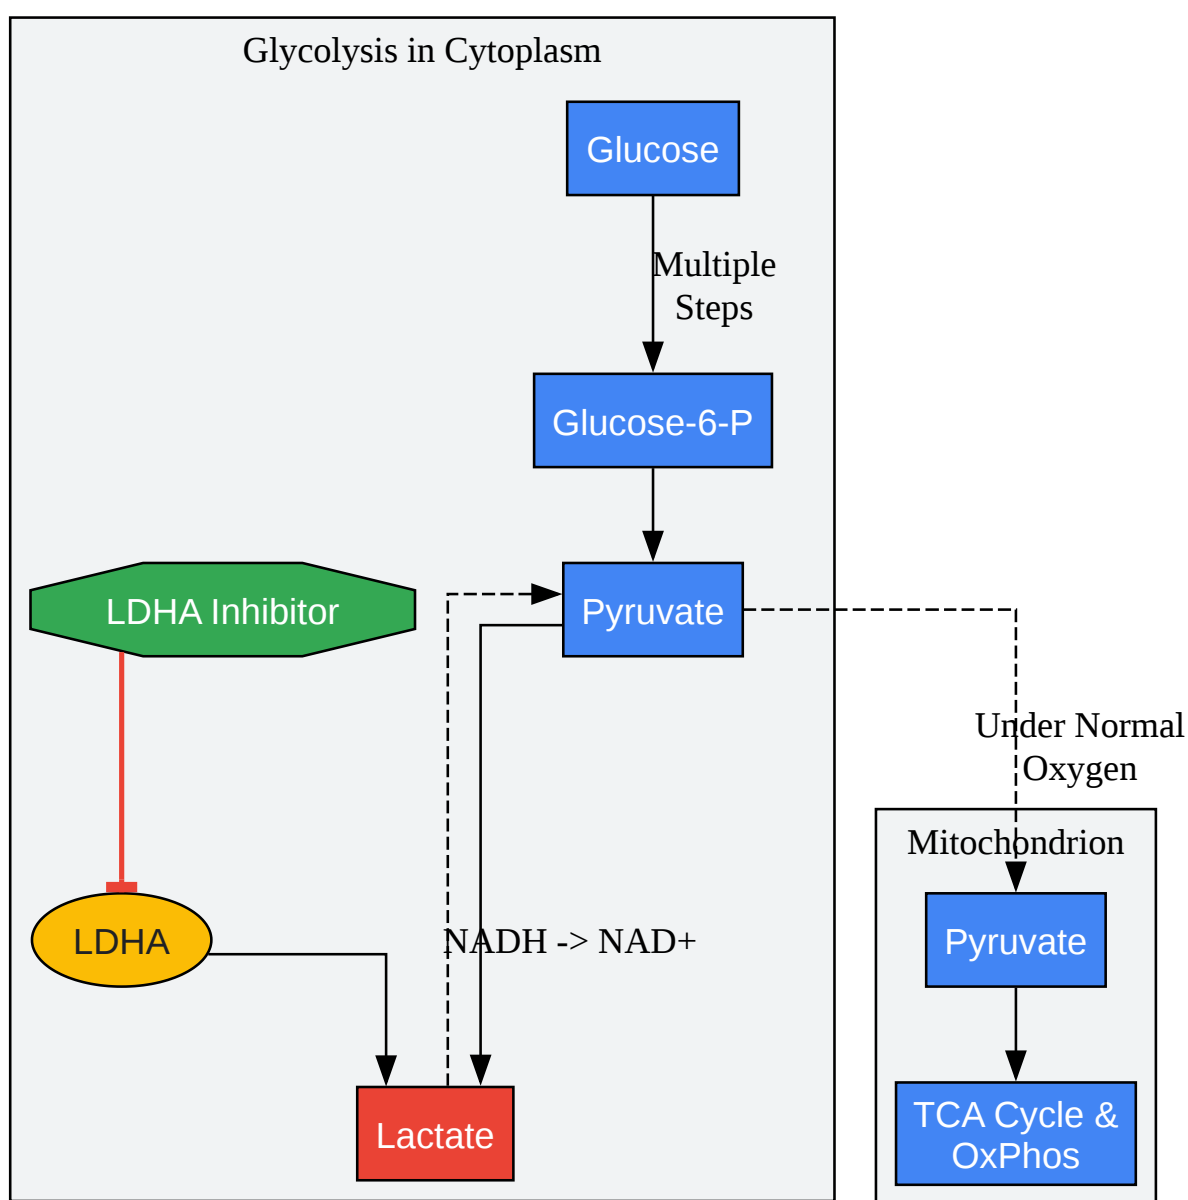 Glycolysis in Cytoplasm
Glucose
Multiple
Steps
Glucose-6-P
LDHA Inhibitor
Pyruvate
Under Normal
Oxygen
Mitochondrion
LDHA
NADH -> NAD+
Pyruvate
Lactate
TCA Cycle &
OxPhos